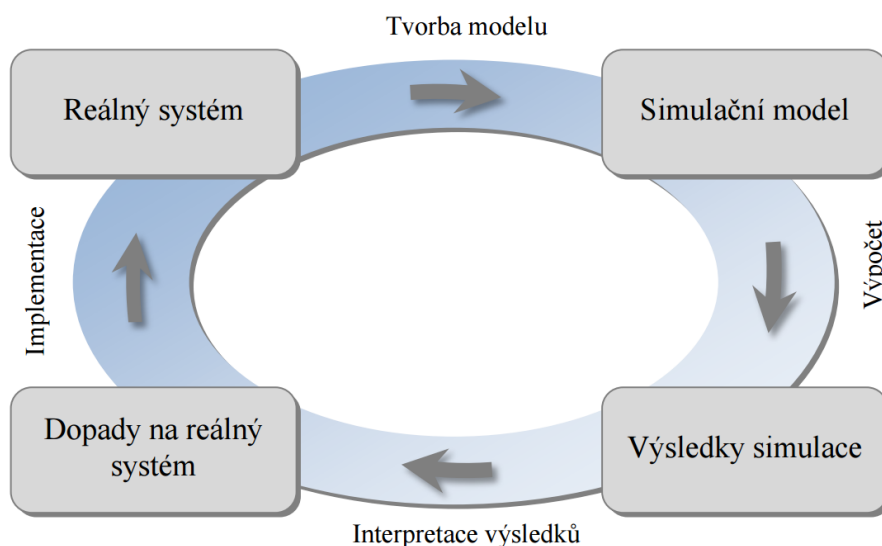 Tvorba modelu
Reálný systém
Simulační model
Implementace
Výpočet
Dopady na reálný
systém
Výsledky simulace
Interpretace výsledků